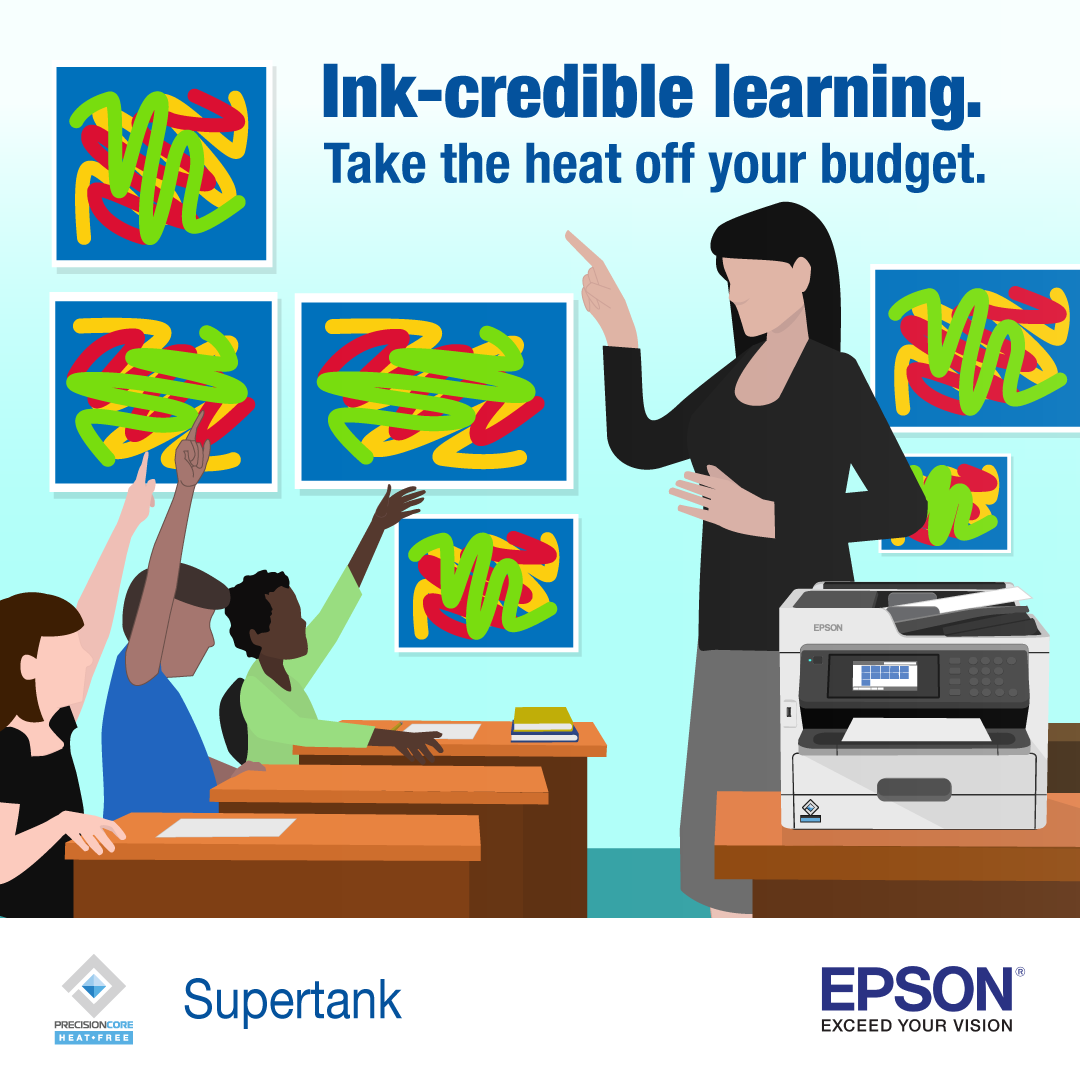 Ink-credible learning.
Take the heat off your budget.
EPSON
PRECISIONCORE
HEAT•FREE
Supertank
EPSON®
EXCEED YOUR VISION